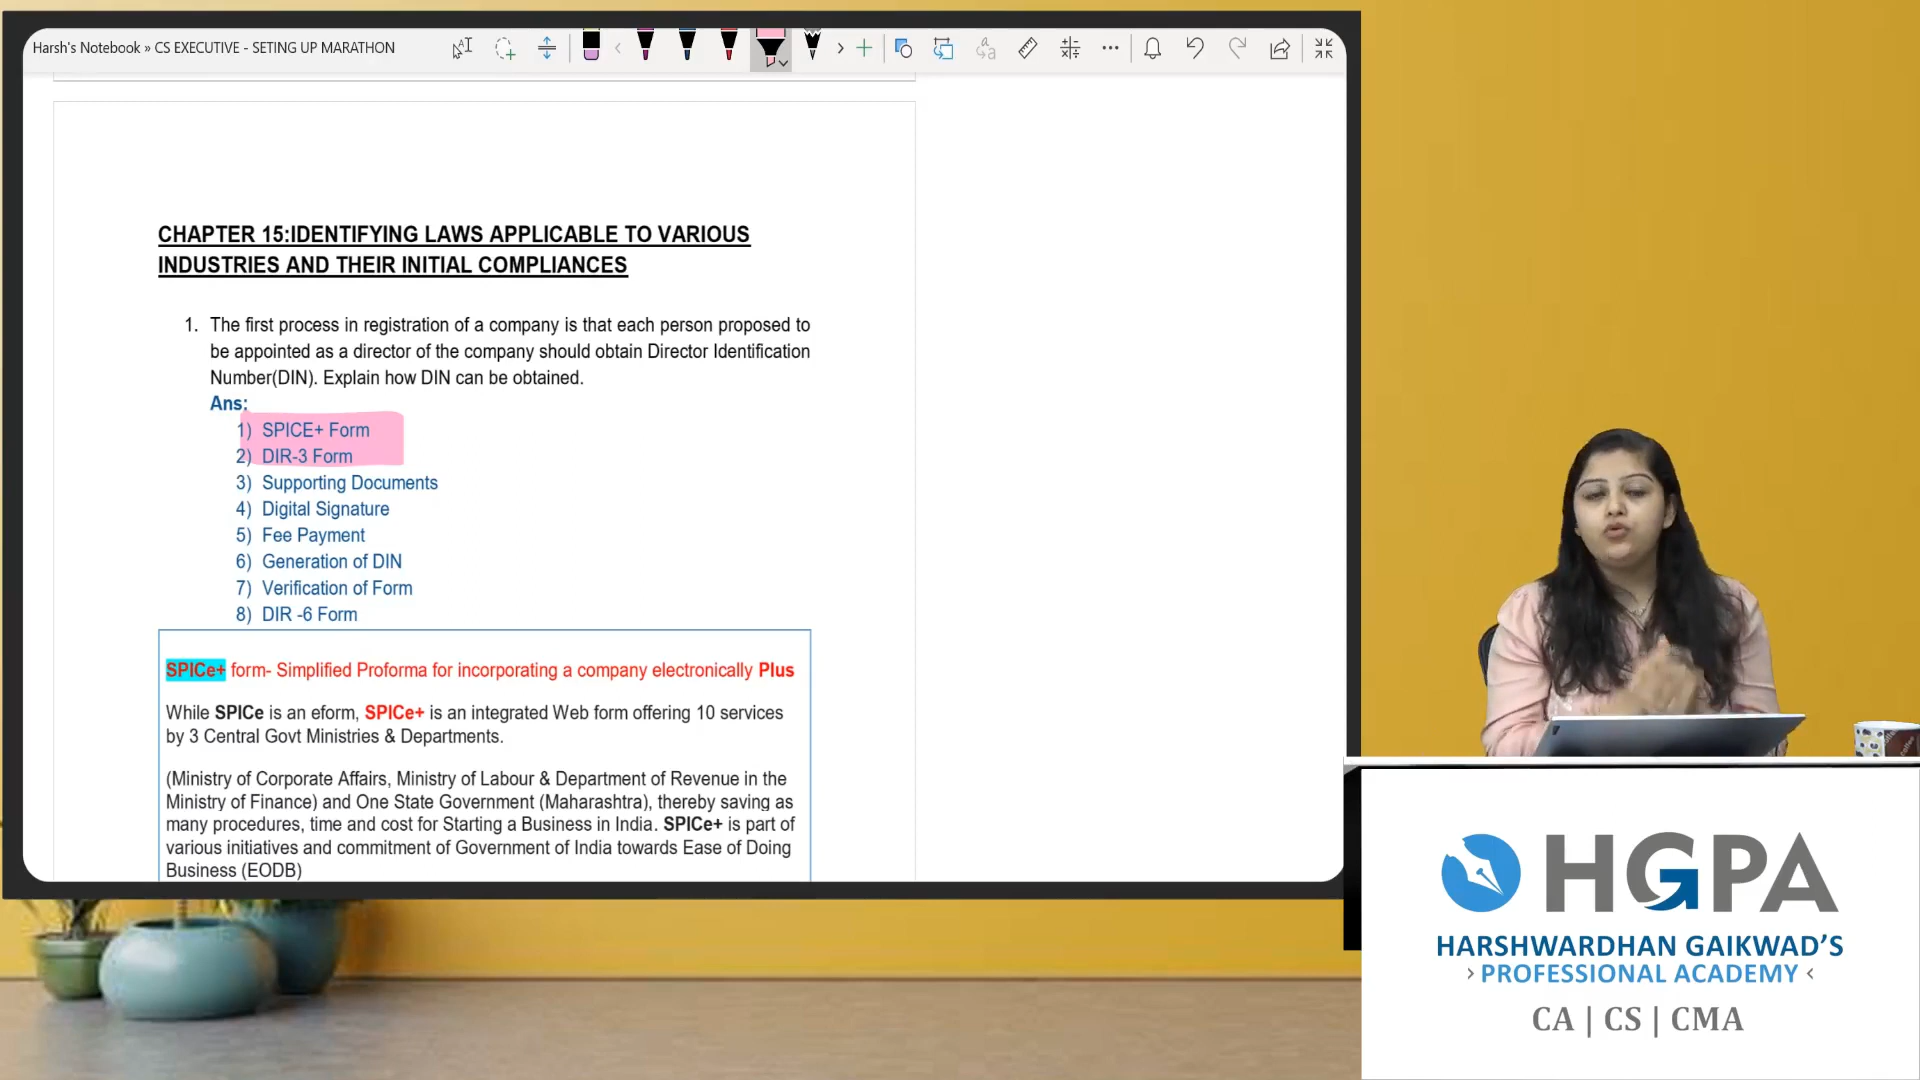 Harsh's Notebook » CS EXECUTIVE - SETING UP MARATHON
CHAPTER 15:IDENTIFYING LAWS APPLICABLE TO VARIOUS
INDUSTRIES AND THEIR INITIAL COMPLIANCES
1. The first process in registration of a company is that each person proposed to
be appointed as a director of the company should obtain Director Identification
Number(DIN). Explain how DIN can be obtained.
Ans:
1) SPICE+ Form
2) DIR-3 Form
3) Supporting Documents
4) Digital Signature
5) Fee Payment
6) Generation of DIN
7) Verification of Form
8) DIR -6 Form
SPICe+ form- Simplified Proforma for incorporating a company electronically Plus
While SPICe is an eform, SPICe+ is an integrated Web form offering 10 services
by 3 Central Govt Ministries & Departments.
(Ministry of Corporate Affairs, Ministry of Labour & Department of Revenue in the
Ministry of Finance) and One State Government (Maharashtra), thereby saving as
many procedures, time and cost for Starting a Business in India. SPICe+ is part of
various initiatives and commitment of Government of India towards Ease of Doing
Business (EODB)
HGPA
HARSHWARDHAN GAIKWAD'S
› PROFESSIONAL ACADEMY ‹
CA | CS | CMA